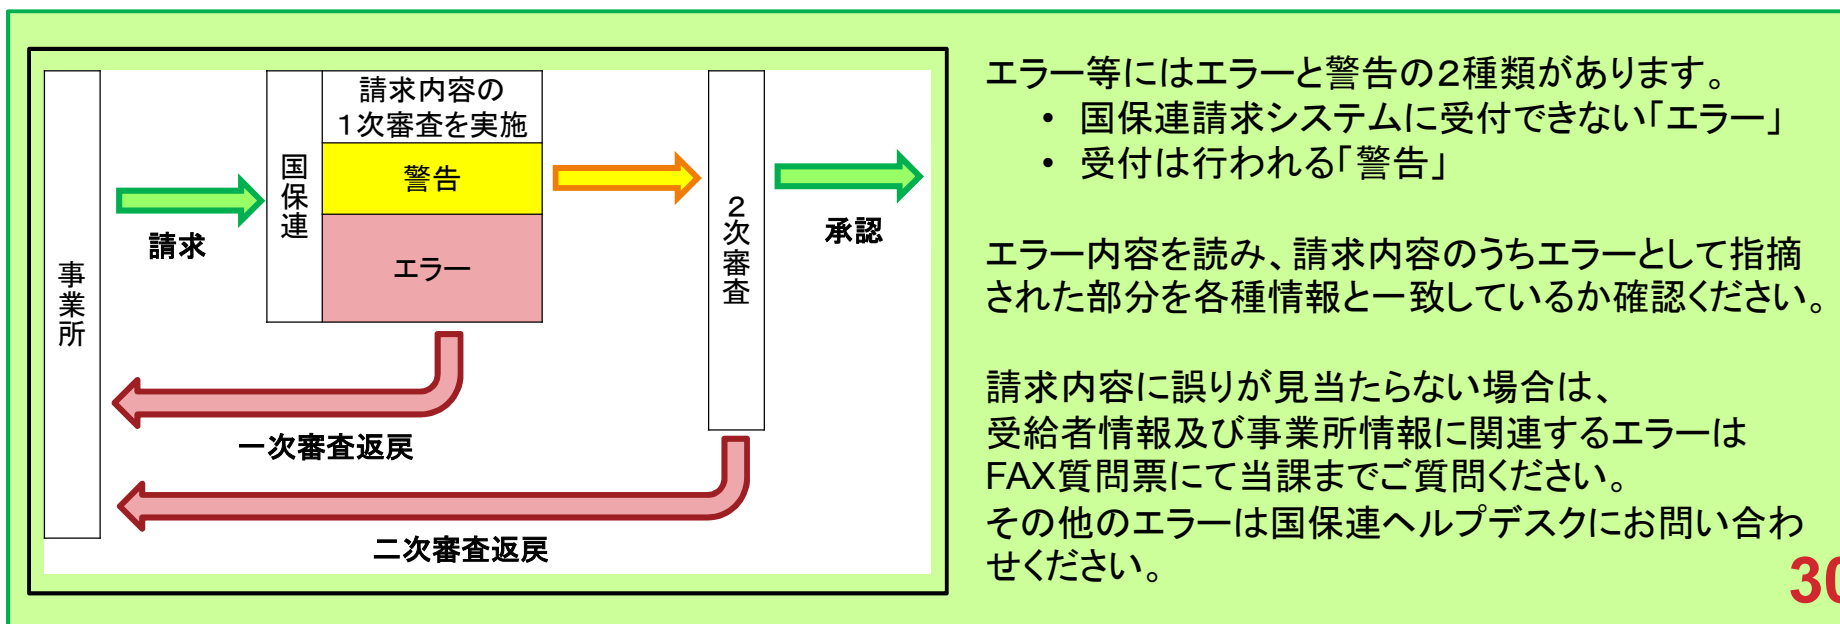 請求内容の
1次審査を実施
警告
エラー
国保連
請求
事業所
2次審査
承認
一次審査返戻
二次審査返戻
エラー等にはエラーと警告の2種類があります。
• 国保連請求システムに受付できない「エラー」
• 受付は行われる「警告」
エラー内容を読み、請求内容のうちエラーとして指摘
された部分を各種情報と一致しているか確認ください。
請求内容に誤りが見当たらない場合は、
受給者情報及び事業所情報に関連するエラーは
FAX質問票にて当課までご質問ください。
その他のエラーは国保連ヘルプデスクにお問い合わ
せください。
30